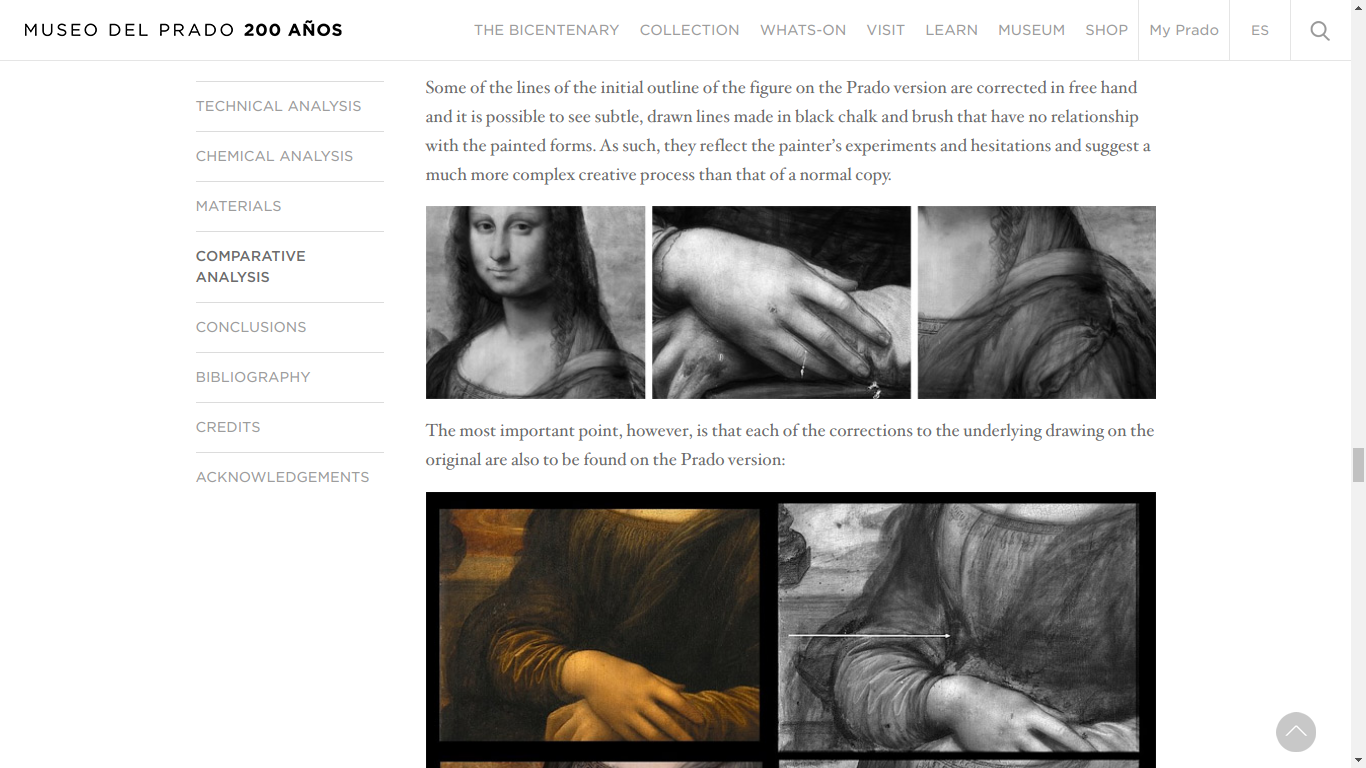 MUSEO DEL PRADO 200 AÑOS
THE BICENTENARY
COLLECTION
WHATS-ON
VISIT
LEARN
MUSEUM
SHOP
My Prado
ES
TECHNICAL ANALYSIS
CHEMICAL ANALYSIS
MATERIALS
COMPARATIVE
ANALYSIS
CONCLUSIONS
BIBLIOGRAPHY
CREDITS
ACKNOWLEDGEMENTS
Some of the lines of the initial outline of the figure on the Prado version are corrected in free hand
and it is possible to see subtle, drawn lines made in black chalk and brush that have no relationship
with the painted forms. As such, they reflect the painter’s experiments and hesitations and suggest a
much more complex creative process than that of a normal copy.
The most important point, however, is that each of the corrections to the underlying drawing on the
original are also to be found on the Prado version: